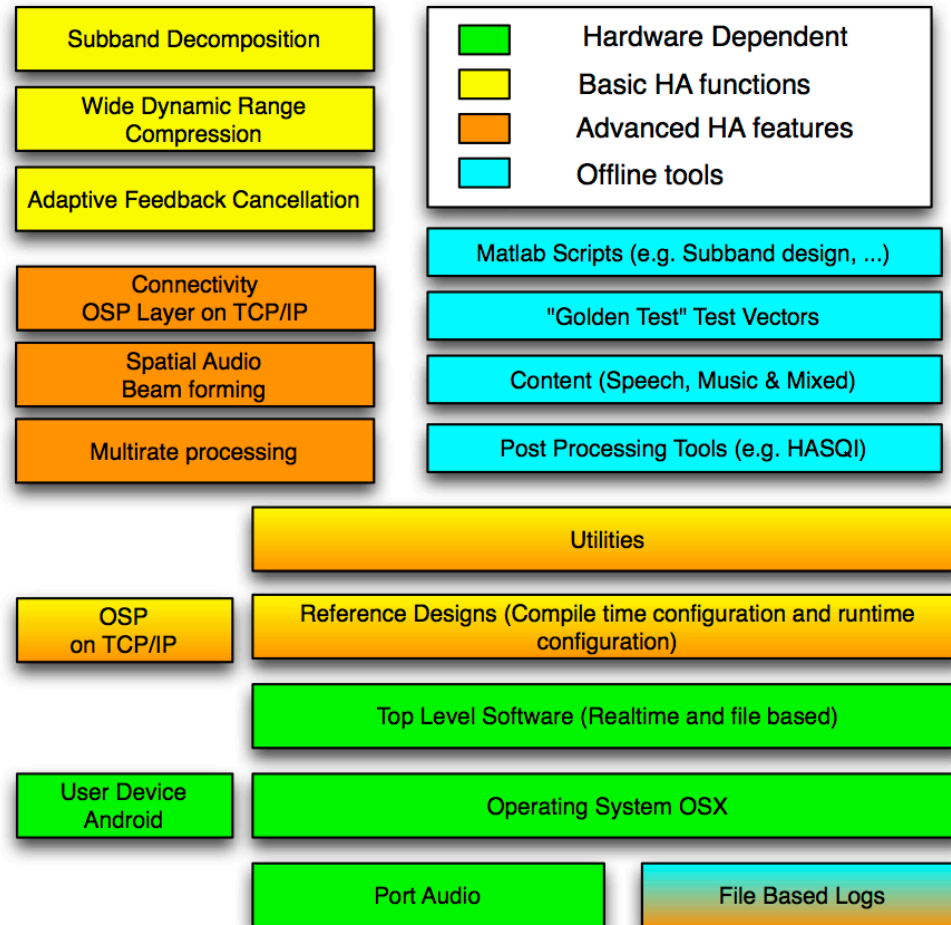 Subband Decomposition
Wide Dynamic Range
Compression
Adaptive Feedback Cancellation
Connectivity
OSP Layer on TCP/IP
Spatial Audio
Beam forming
Multirate processing
Hardware Dependent
Basic HA functions
Advanced HA features
Offline tools
Matlab Scripts (e.g. Subband design, ...)
"Golden Test" Test Vectors
Content (Speech, Music & Mixed)
Post Processing Tools (e.g. HASQI)
Utilities
OSP
on TCP/IP
Reference Designs (Compile time configuration and runtime
configuration)
Top Level Software (Realtime and file based)
User Device
Android
Operating System OSX
Port Audio
File Based Logs